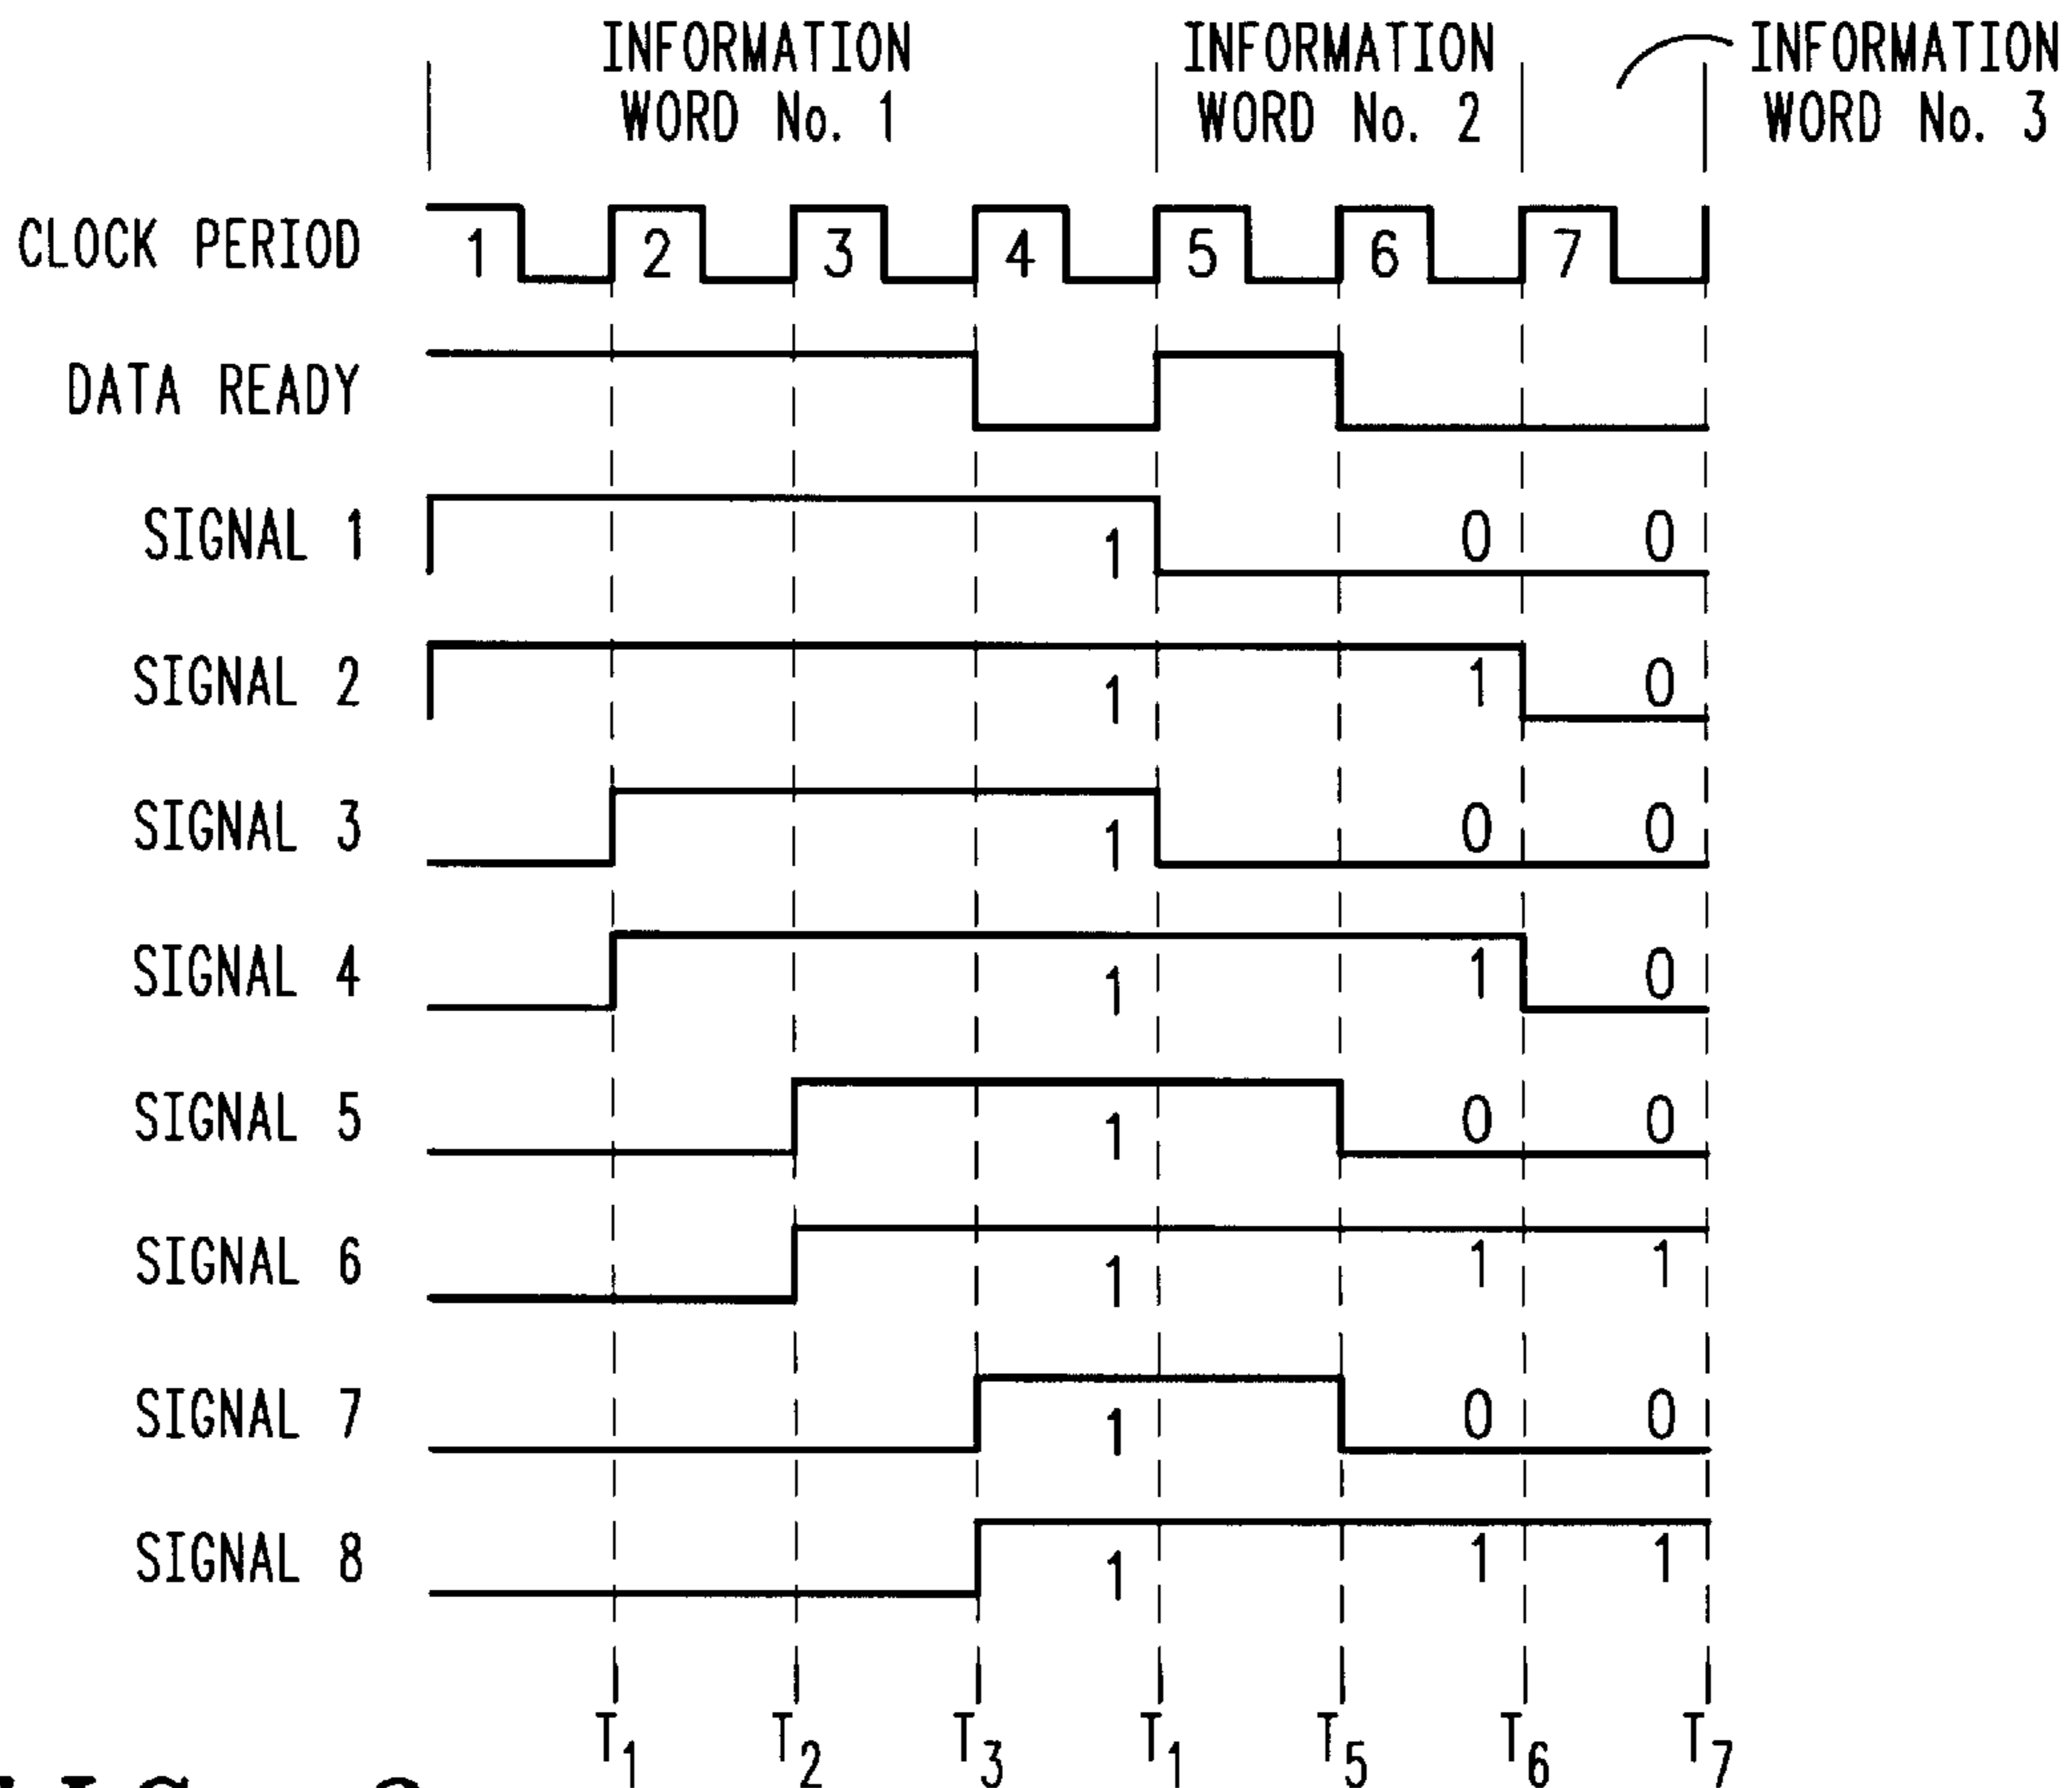 INFORMATION WORD No. 1
INFORMATION WORD No. 2
INFORMATION WORD No. 3
CLOCK PERIOD 1 2 3 4 5 6 7
DATA READY
SIGNAL 1 1 0 0
SIGNAL 2 1 1 0
SIGNAL 3 1 0 0
SIGNAL 4 1 1 0
SIGNAL 5 1 0 0
SIGNAL 6 1 1 1
SIGNAL 7 1 0 0
SIGNAL 8 1 1 1
T1 T2 T3 T1 T5 T6 T7